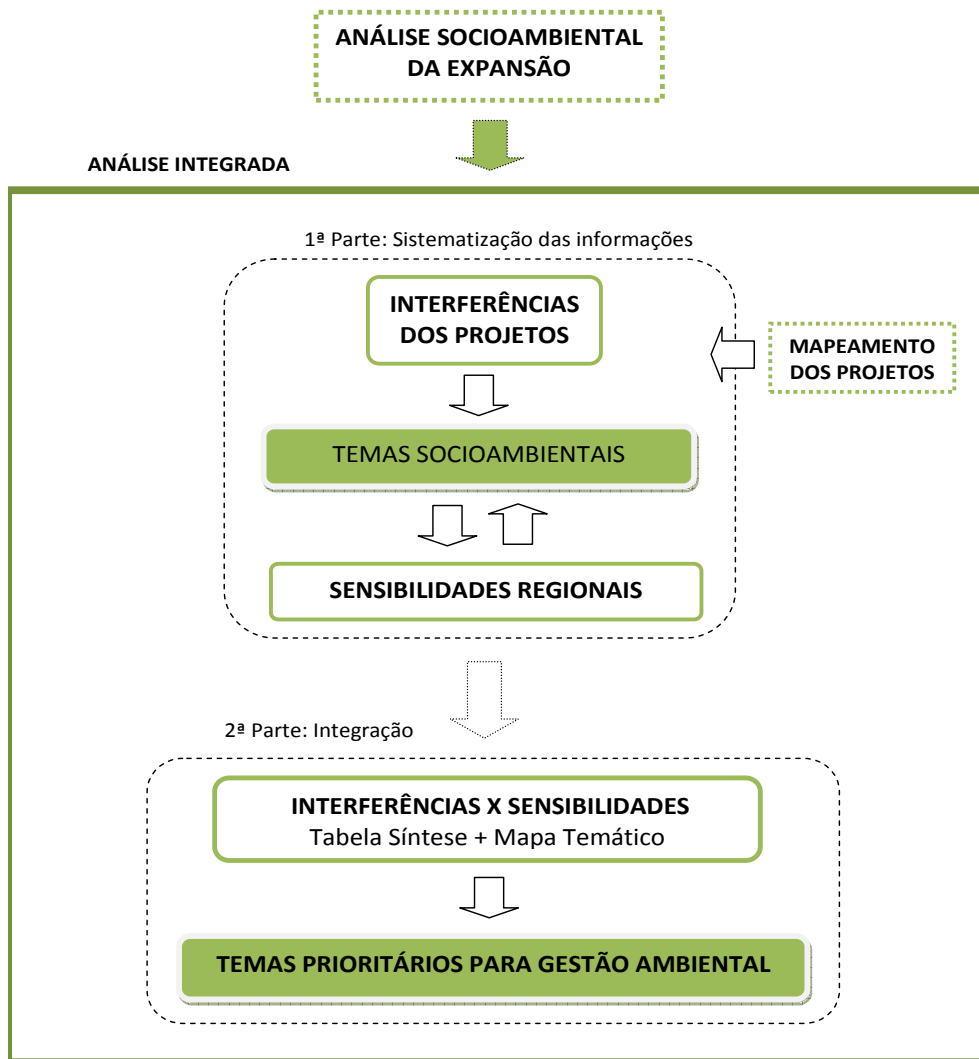 ANÁLISE SOCIOAMBIENTAL
DA EXPANSÃO
ANÁLISE INTEGRADA
1ª Parte: Sistematização das informações
INTERFERÊNCIAS
DOS PROJETOS
MAPEAMENTO
DOS PROJETOS
TEMAS SOCIOAMBIENTAIS
SENSIBILIDADES REGIONAIS
2ª Parte: Integração
INTERFERÊNCIAS X SENSIBILIDADES
Tabela Síntese + Mapa Temático
TEMAS PRIORITÁRIOS PARA GESTÃO AMBIENTAL